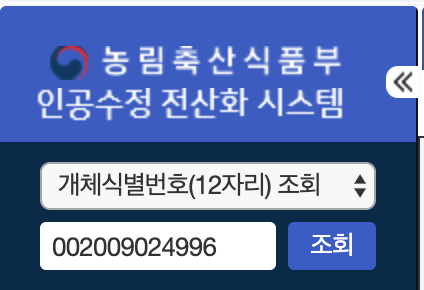 농림축산식품부
인공수정 전산화 시스템
개체식별번호(12자리) 조회
002009024996 조회